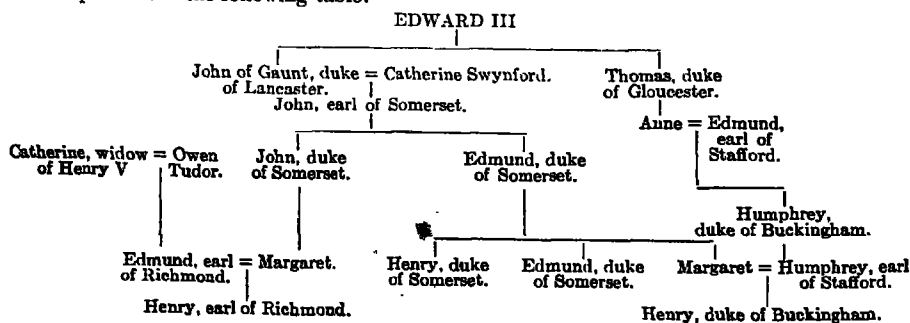 EDWARD III
John of Gaunt, duke = Catherine Swynford.
of Lancaster.
Thomas, duke
of Gloucester.
John, earl of Somerset.
Anne = Edmund,
earl of
Stafford.
Catherine, widow = Owen
of Henry V Tudor.
John, duke
of Somerset.
Edmund, duke
of Somerset.
Humphrey,
duke of Buckingham.
Edmund, earl = Margaret.
of Richmond.
Henry, duke
of Somerset.
Edmund, duke
of Somerset.
Margaret = Humphrey, earl
of Stafford.
Henry, earl of Richmond.
Henry, duke of Buckingham.